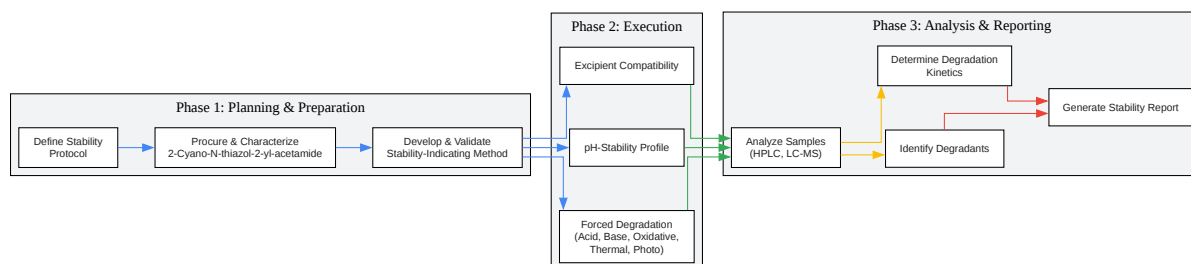 Phase 1: Planning & Preparation
Define Stability
Protocol
Procure & Characterize
2-Cyano-N-thiazol-2-yl-acetamide
Develop & Validate
Stability-Indicating Method
Phase 2: Execution
Excipient Compatibility
pH-Stability Profile
Forced Degradation
(Acid, Base, Oxidative,
Thermal, Photo)
Phase 3: Analysis & Reporting
Analyze Samples
(HPLC, LC-MS)
Determine Degradation
Kinetics
Identify Degradants
Generate Stability Report